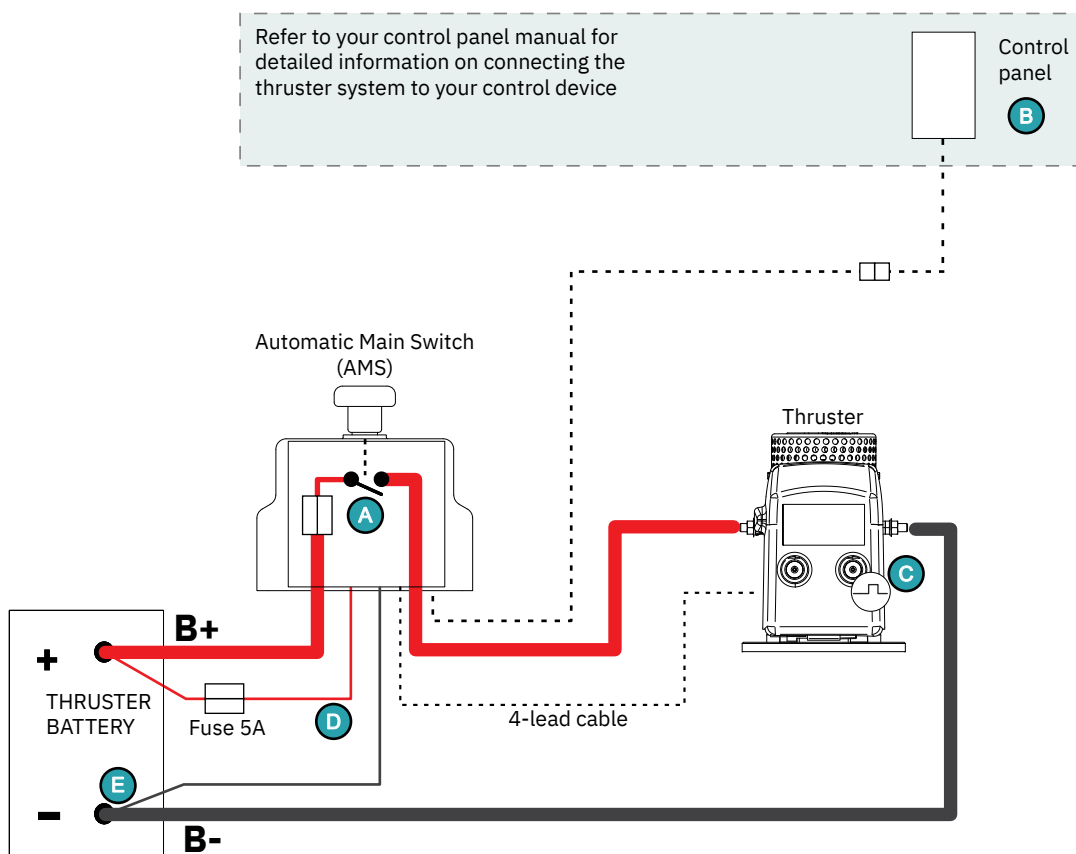 Refer to your control panel manual for
detailed information on connecting the
thruster system to your control device
Control
panel
B
Automatic Main Switch
(AMS)
Thruster
A
C
B+
+
THRUSTER
BATTERY
Fuse 5A
D
4-lead cable
E
-
B-